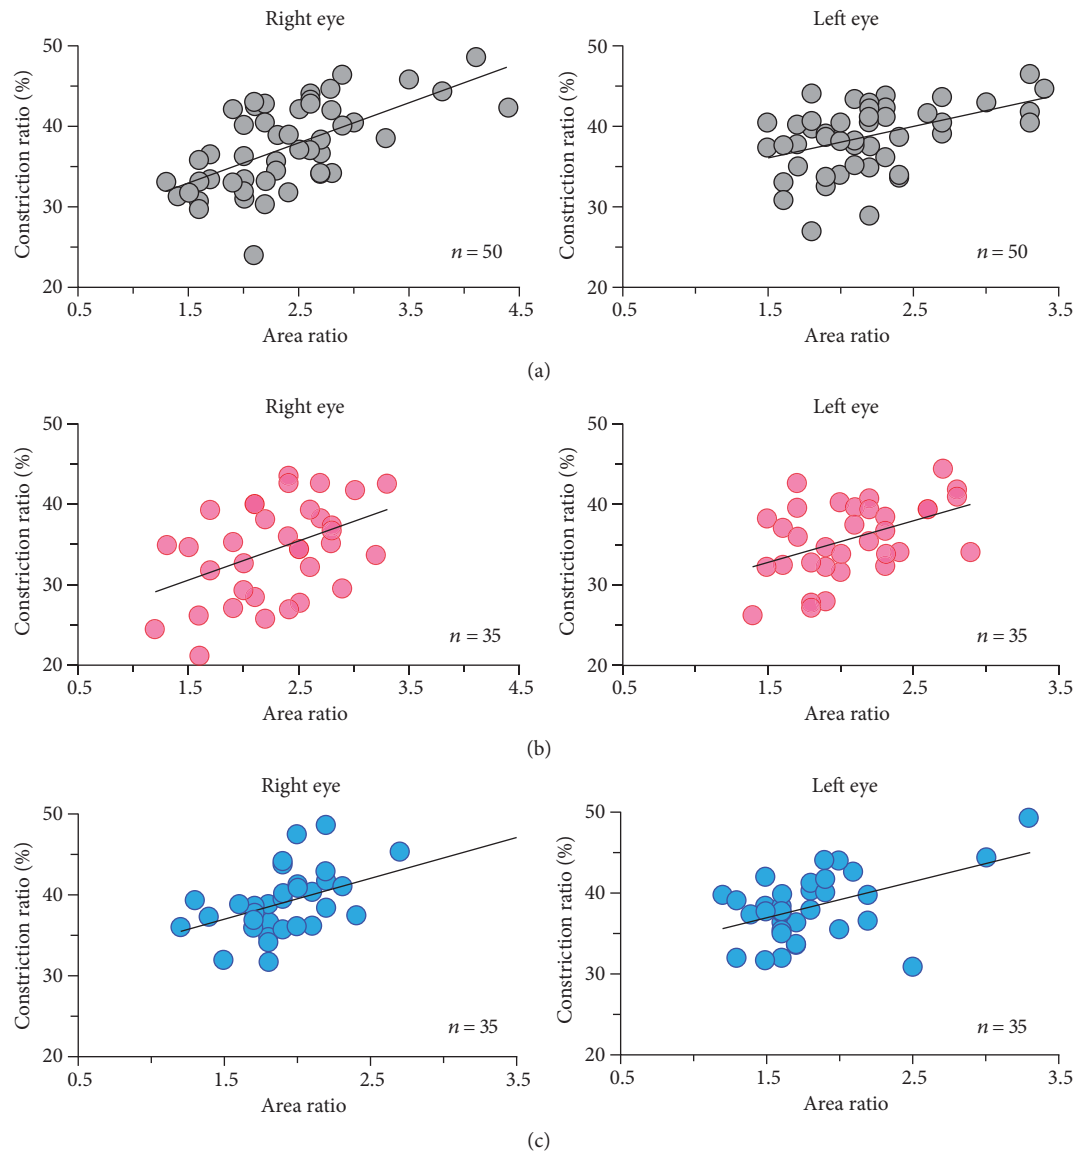 Right eye
Left eye
Constriction ratio (%)
50
40
30
20
n = 50
0.5 1.5 2.5 3.5 4.5
Area ratio
Constriction ratio (%)
50
40
30
20
n = 50
0.5 1.5 2.5 3.5
Area ratio
(a)
Right eye
Left eye
Constriction ratio (%)
50
40
30
20
n = 35
0.5 1.5 2.5 3.5 4.5
Area ratio
Constriction ratio (%)
50
40
30
20
n = 35
0.5 1.5 2.5 3.5
Area ratio
(b)
Right eye
Left eye
Constriction ratio (%)
50
40
30
20
n = 35
0.5 1.5 2.5 3.5
Area ratio
Constriction ratio (%)
50
40
30
20
n = 35
0.5 1.5 2.5 3.5
Area ratio
(c)